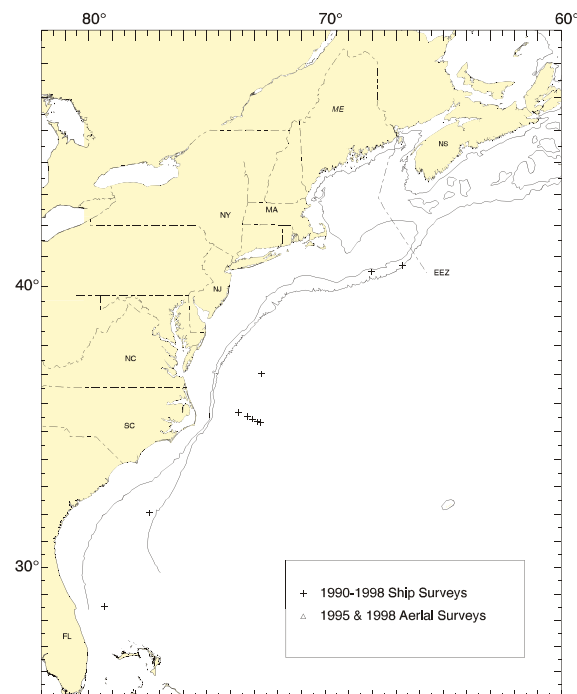 80° 70° 60°
ME
NS
NY MA
EEZ
40°
NJ
NC
SC
30°
1990-1998 Ship Surveys
1995 & 1998 Aerial Surveys
FL